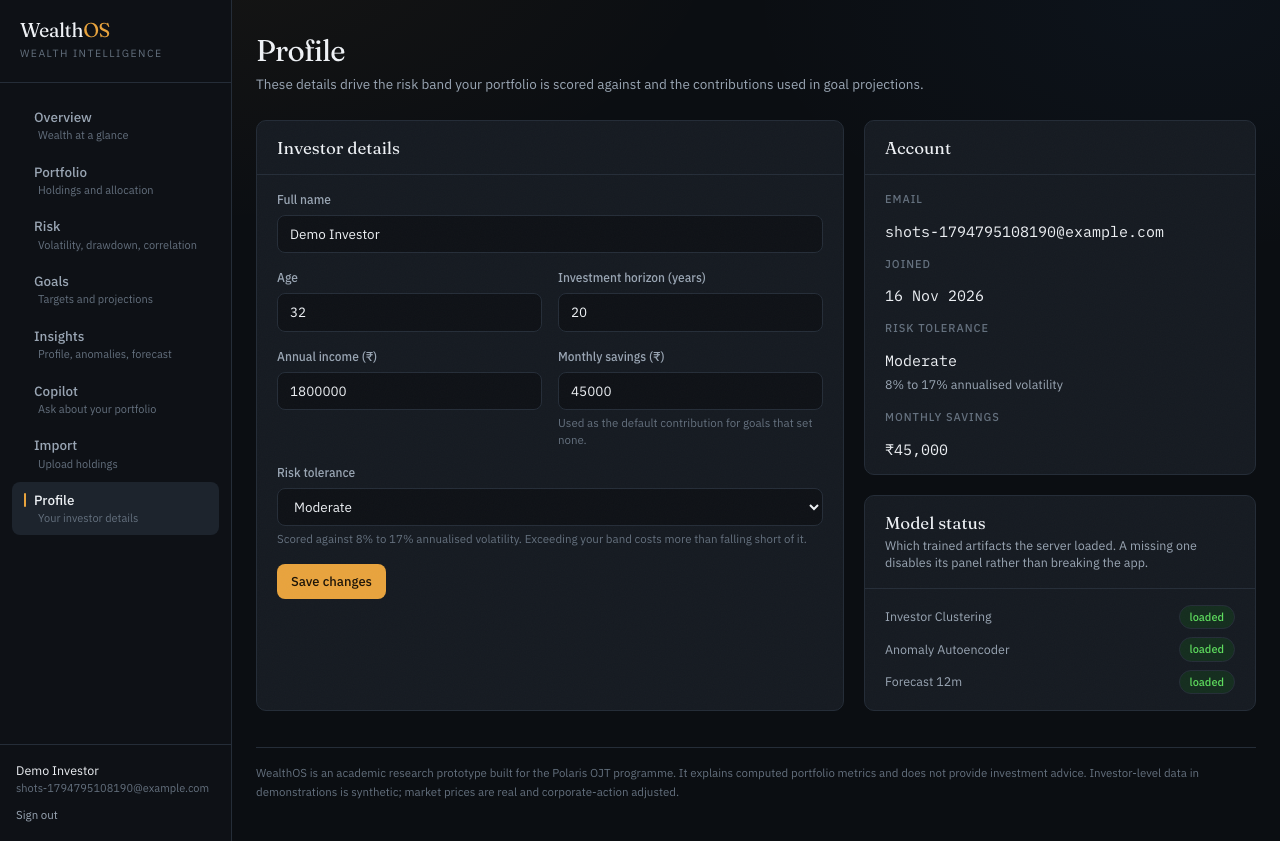 WealthOS
WEALTH INTELLIGENCE
Overview
Wealth at a glance
Portfolio
Holdings and allocation
Risk
Volatility, drawdown, correlation
Goals
Targets and projections
Insights
Profile, anomalies, forecast
Copilot
Ask about your portfolio
Import
Upload holdings
Profile
Your investor details
Demo Investor
shots-1794795108190@example.com
Sign out
Profile
These details drive the risk band your portfolio is scored against and the contributions used in goal projections.
Investor details
Full name
Demo Investor
Age
32
Investment horizon (years)
20
Annual income (₹)
1800000
Monthly savings (₹)
45000
Used as the default contribution for goals that set
none.
Risk tolerance
Moderate
Scored against 8% to 17% annualised volatility. Exceeding your band costs more than falling short of it.
Save changes
Account
EMAIL
shots-1794795108190@example.com
JOINED
16 Nov 2026
RISK TOLERANCE
Moderate
8% to 17% annualised volatility
MONTHLY SAVINGS
₹45,000
Model status
Which trained artifacts the server loaded. A missing one
disables its panel rather than breaking the app.
Investor Clustering loaded
Anomaly Autoencoder loaded
Forecast 12m loaded
WealthOS is an academic research prototype built for the Polaris OJT programme. It explains computed portfolio metrics and does not provide investment advice. Investor-level data in
demonstrations is synthetic; market prices are real and corporate-action adjusted.